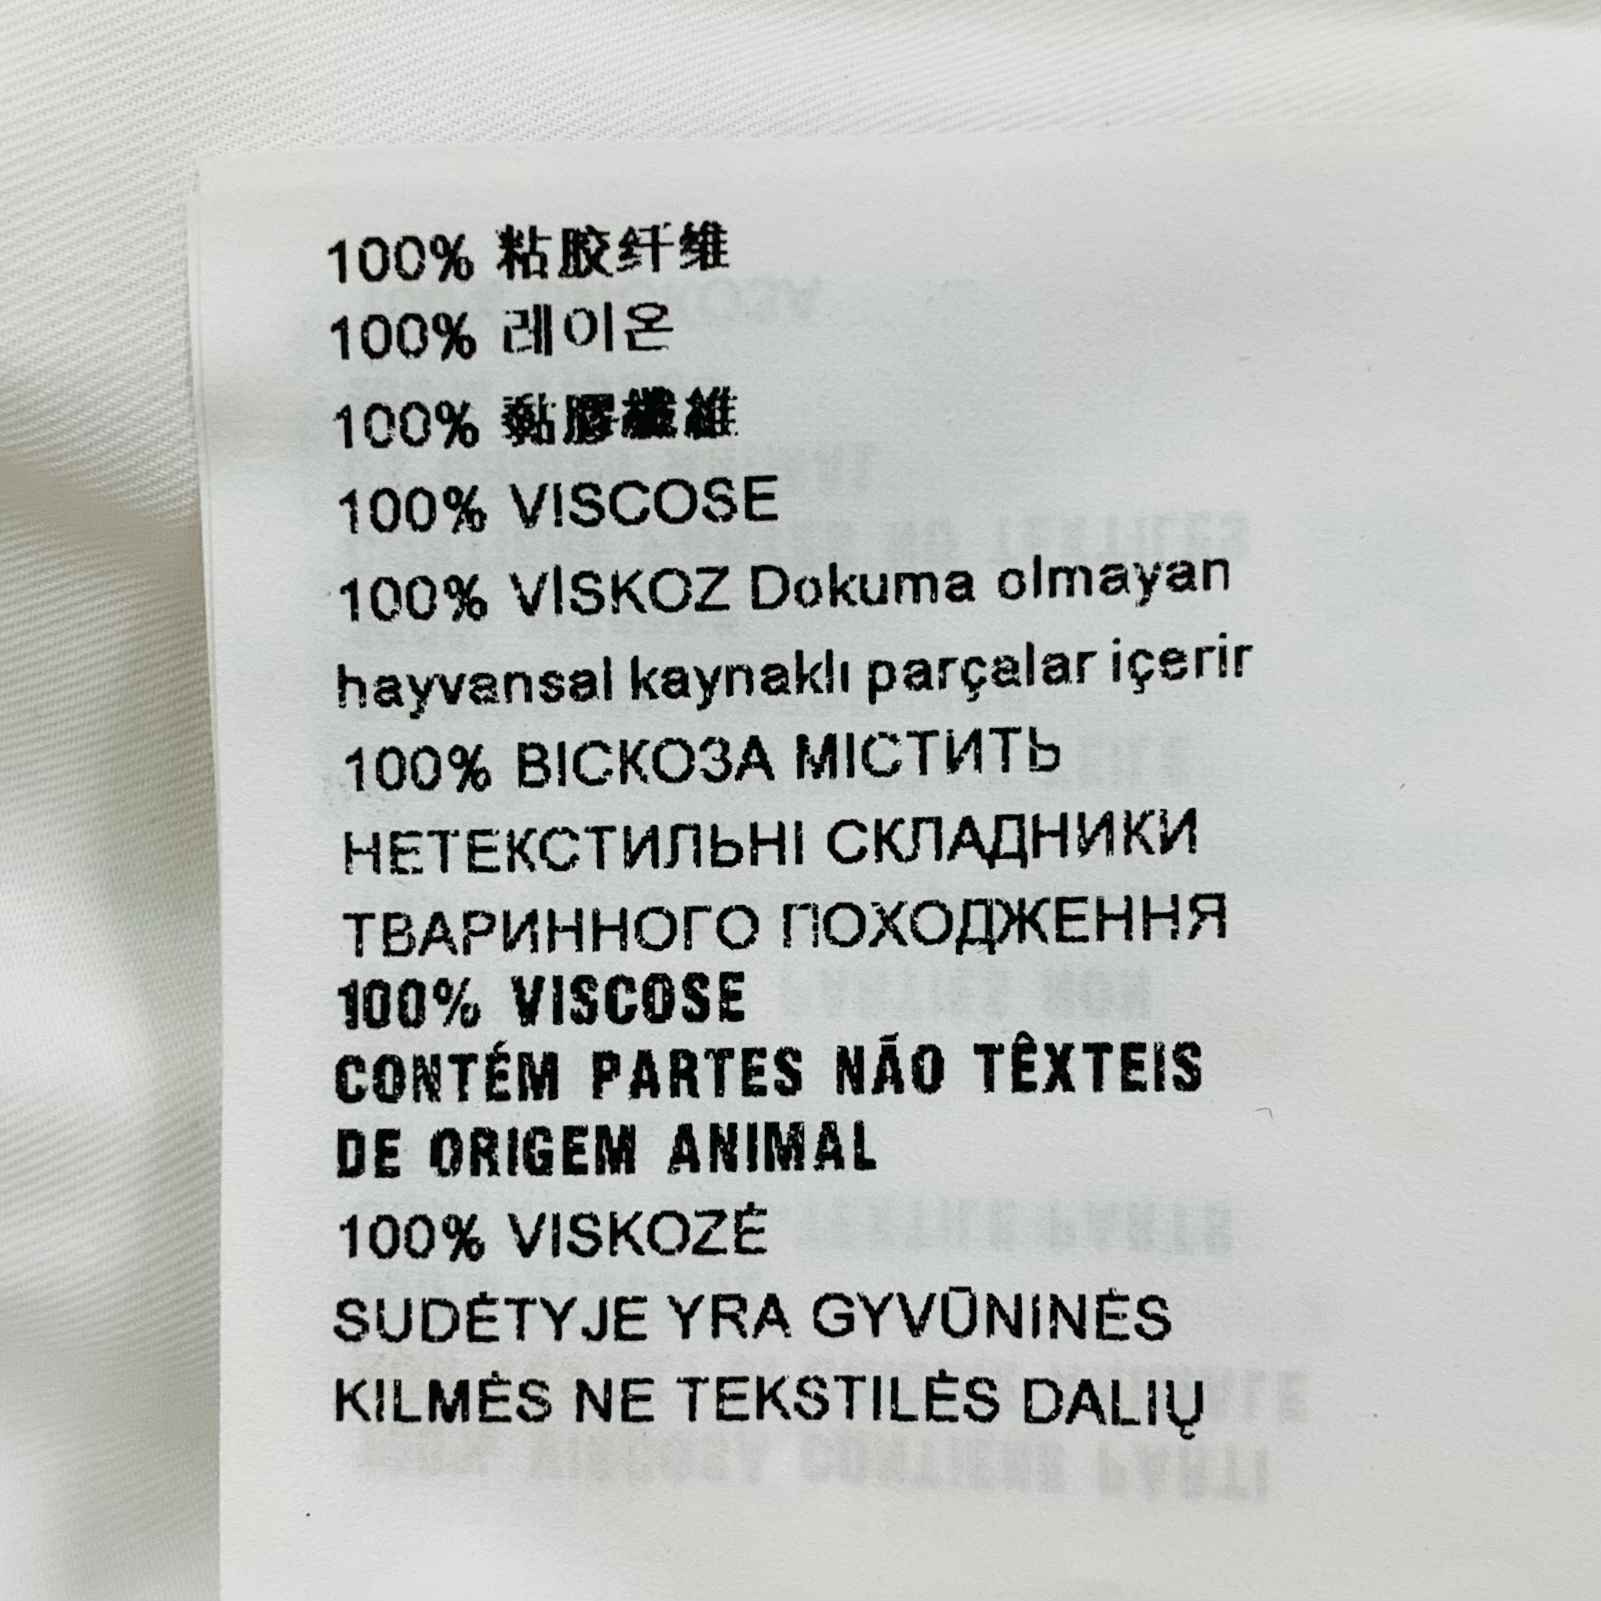 100% 粘胶纤维
100% 레이온
100% 黏膠纖維
100% VISCOSE
100% VİSKOZ Dokuma olmayan
hayvansal kaynaklı parçalar içerir
100% ВІСКОЗА МІСТИТЬ
НЕТЕКСТИЛЬНІ СКЛАДНИКИ
ТВАРИННОГО ПОХОДЖЕННЯ
100% VISCOSE
CONTÉM PARTES NÃO TÊXTEIS
DE ORIGEM ANIMAL
100% VISKOZĖ
SUDĖTYJE YRA GYVŪNINĖS
KILMĖS NE TEKSTILĖS DALIŲ